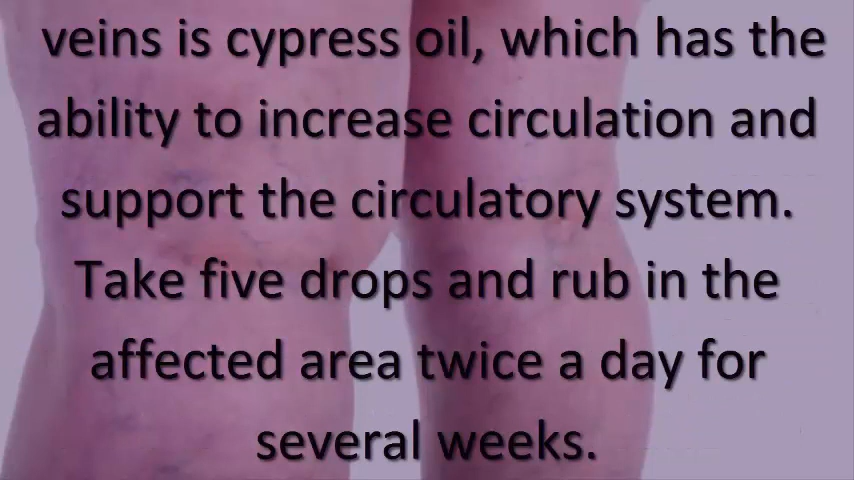 veins is cypress oil, which has the
ability to increase circulation and
support the circulatory system.
Take five drops and rub in the
affected area twice a day for
several weeks.